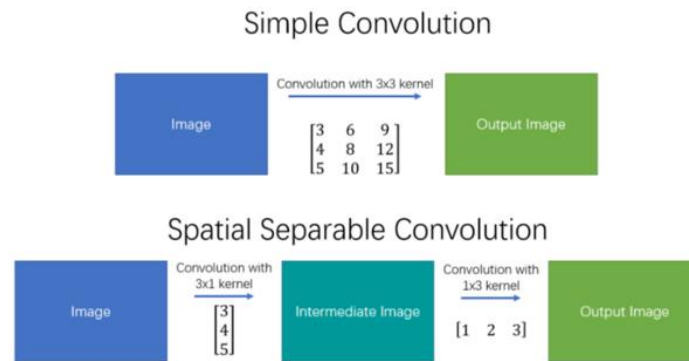 Simple Convolution
Convolution with 3x3 kernel
Image
[3 6 9
4 8 12
5 10 15]
Output Image
Spatial Separable Convolution
Convolution with
3x1 kernel
Convolution with
1x3 kernel
Image
[3
4
5]
Intermediate Image
[1 2 3]
Output Image